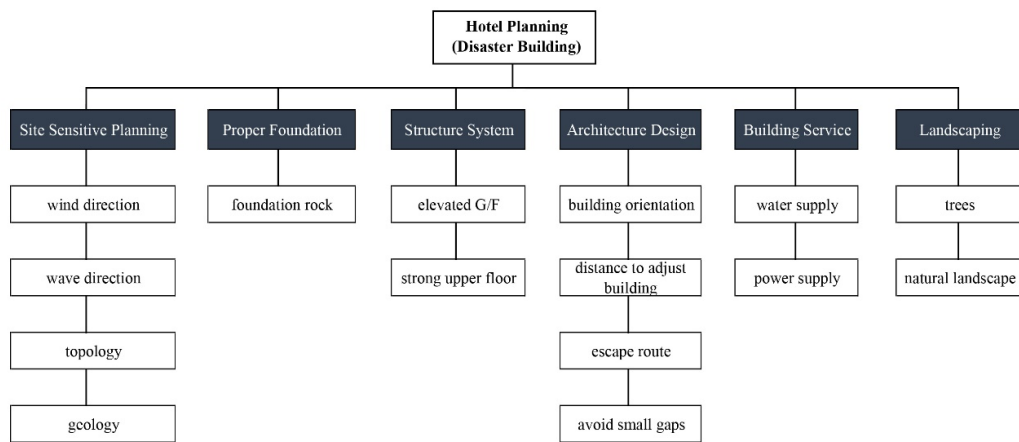 Hotel Planning
(Disaster Building)
Site Sensitive Planning
Proper Foundation
Structure System
Architecture Design
Building Service
Landscaping
wind direction
foundation rock
elevated G/F
building orientation
water supply
trees
wave direction
strong upper floor
distance to adjust
building
power supply
natural landscape
topology
escape route
geology
avoid small gaps